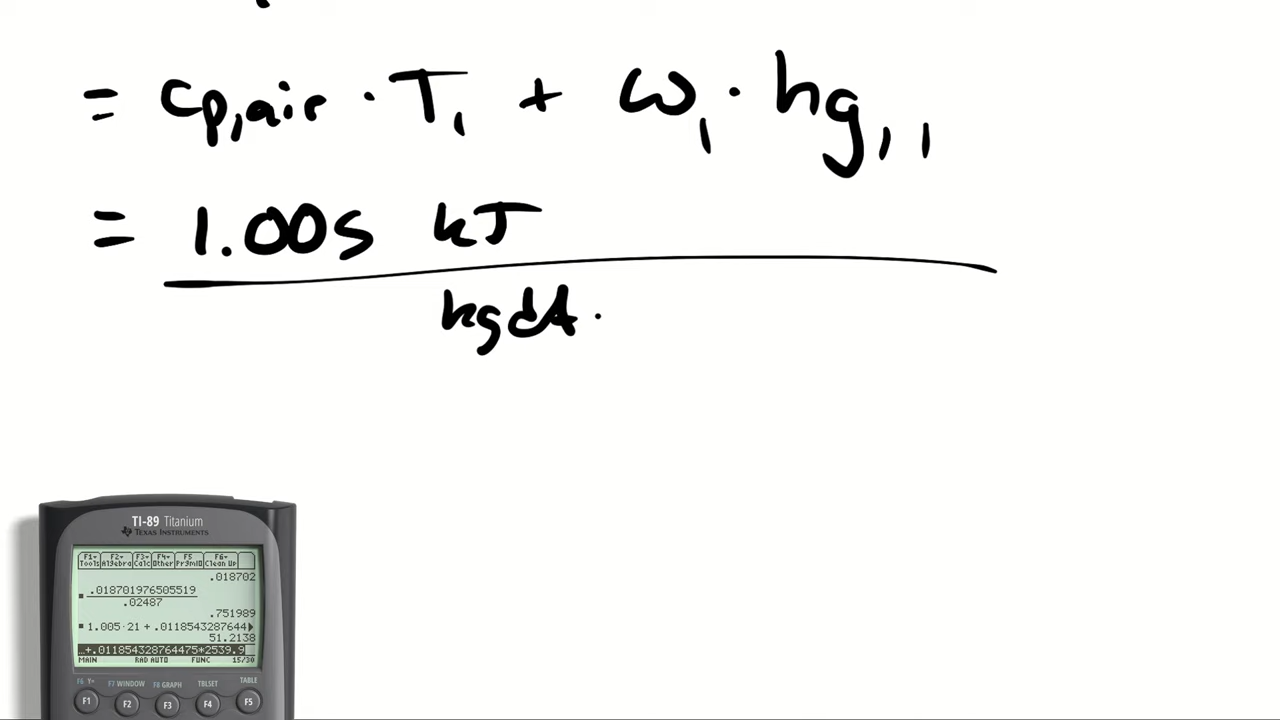 = cp,air · T1 + ω1 · hg,1
= 1.005 kJ
kgdA ·
TI-89 Titanium
TEXAS INSTRUMENTS
F1 F2 F3 F4 F5 F6
Tools Algebra Calc Other PrgmIO Clean Up
.018702
.018701976505519
.02487
.751989
1.005·21 + .0118543287644
51.2138
…+.011854328764475*2539.9
MAIN RAD AUTO FUNC 15/30
F6 Y= F7 WINDOW F8 GRAPH TBLSET TABLE
F1 F2 F3 F4 F5